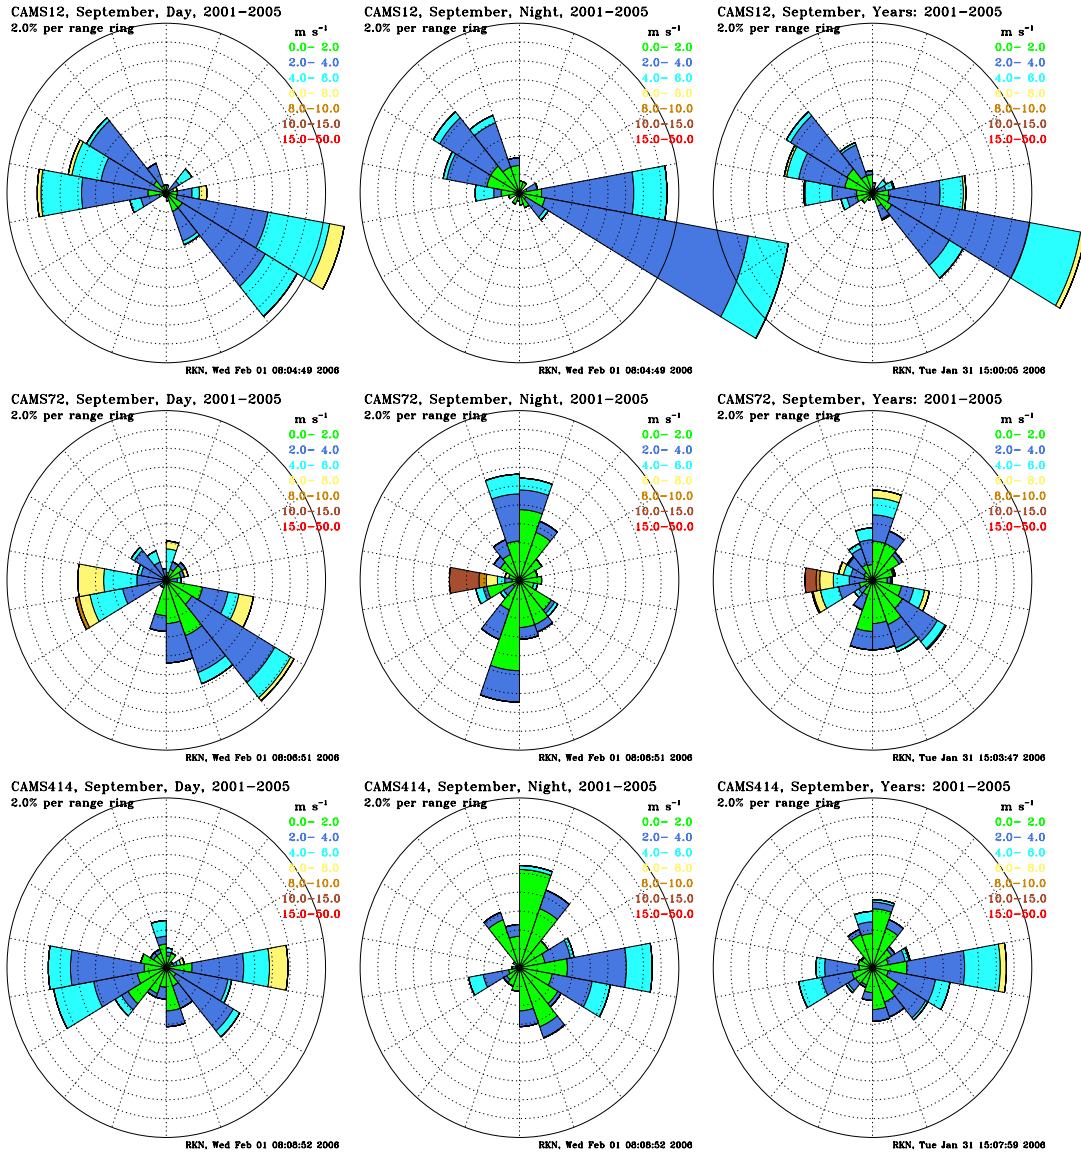 CAMS12, September, Day, 2001-2005
2.0% per range ring
m s⁻¹
0.0- 2.0
2.0- 4.0
4.0- 6.0
6.0- 8.0
8.0-10.0
10.0-15.0
15.0-50.0
RKN, Wed Feb 01 08:04:49 2006
CAMS12, September, Night, 2001-2005
2.0% per range ring
m s⁻¹
0.0- 2.0
2.0- 4.0
4.0- 6.0
6.0- 8.0
8.0-10.0
10.0-15.0
15.0-50.0
RKN, Wed Feb 01 08:04:49 2006
CAMS12, September, Years: 2001-2005
2.0% per range ring
m s⁻¹
0.0- 2.0
2.0- 4.0
4.0- 6.0
6.0- 8.0
8.0-10.0
10.0-15.0
15.0-50.0
RKN, Tue Jan 31 15:00:05 2006
CAMS72, September, Day, 2001-2005
2.0% per range ring
m s⁻¹
0.0- 2.0
2.0- 4.0
4.0- 6.0
6.0- 8.0
8.0-10.0
10.0-15.0
15.0-50.0
RKN, Wed Feb 01 08:06:51 2006
CAMS72, September, Night, 2001-2005
2.0% per range ring
m s⁻¹
0.0- 2.0
2.0- 4.0
4.0- 6.0
6.0- 8.0
8.0-10.0
10.0-15.0
15.0-50.0
RKN, Wed Feb 01 08:06:51 2006
CAMS72, September, Years: 2001-2005
2.0% per range ring
m s⁻¹
0.0- 2.0
2.0- 4.0
4.0- 6.0
6.0- 8.0
8.0-10.0
10.0-15.0
15.0-50.0
RKN, Tue Jan 31 15:03:47 2006
CAMS414, September, Day, 2001-2005
2.0% per range ring
m s⁻¹
0.0- 2.0
2.0- 4.0
4.0- 6.0
6.0- 8.0
8.0-10.0
10.0-15.0
15.0-50.0
RKN, Wed Feb 01 08:08:52 2006
CAMS414, September, Night, 2001-2005
2.0% per range ring
m s⁻¹
0.0- 2.0
2.0- 4.0
4.0- 6.0
6.0- 8.0
8.0-10.0
10.0-15.0
15.0-50.0
RKN, Wed Feb 01 08:08:52 2006
CAMS414, September, Years: 2001-2005
2.0% per range ring
m s⁻¹
0.0- 2.0
2.0- 4.0
4.0- 6.0
6.0- 8.0
8.0-10.0
10.0-15.0
15.0-50.0
RKN, Tue Jan 31 15:07:59 2006